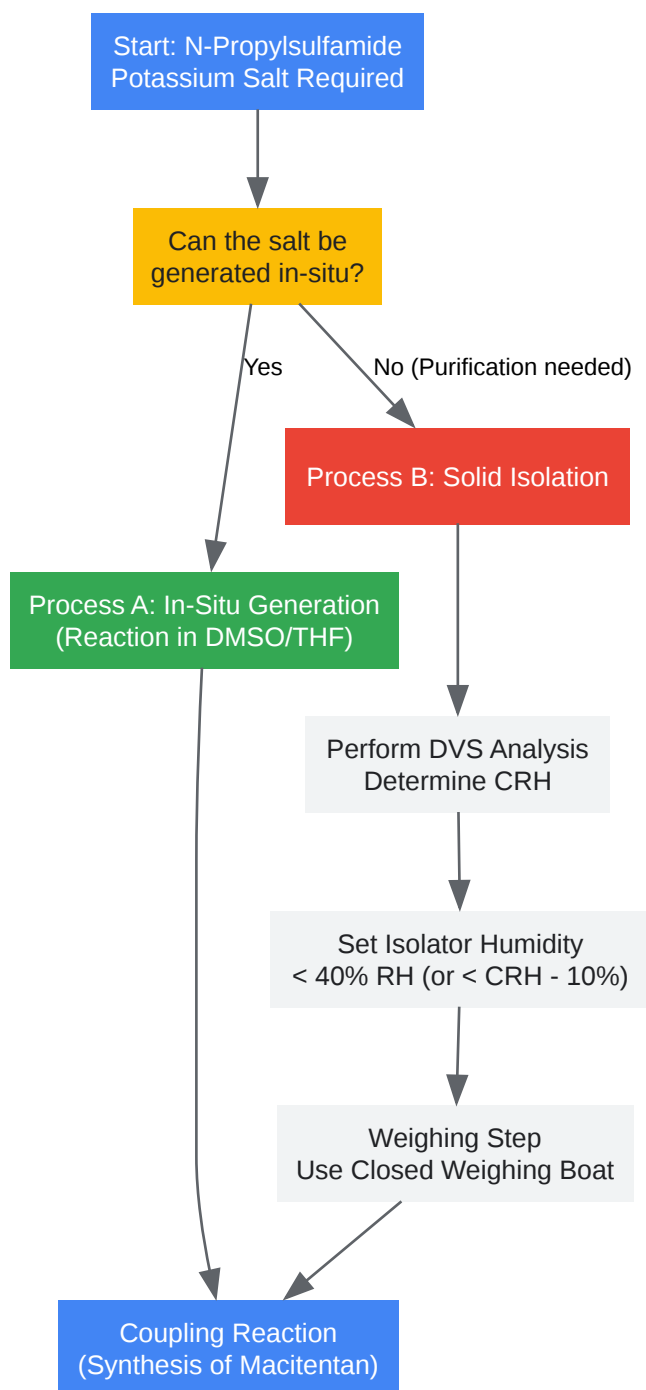 Start: N-Propylsulfamide
Potassium Salt Required
Can the salt be
generated in-situ?
Yes
No (Purification needed)
Process B: Solid Isolation
Process A: In-Situ Generation
(Reaction in DMSO/THF)
Perform DVS Analysis
Determine CRH
Set Isolator Humidity
< 40% RH (or < CRH - 10%)
Weighing Step
Use Closed Weighing Boat
Coupling Reaction
(Synthesis of Macitentan)